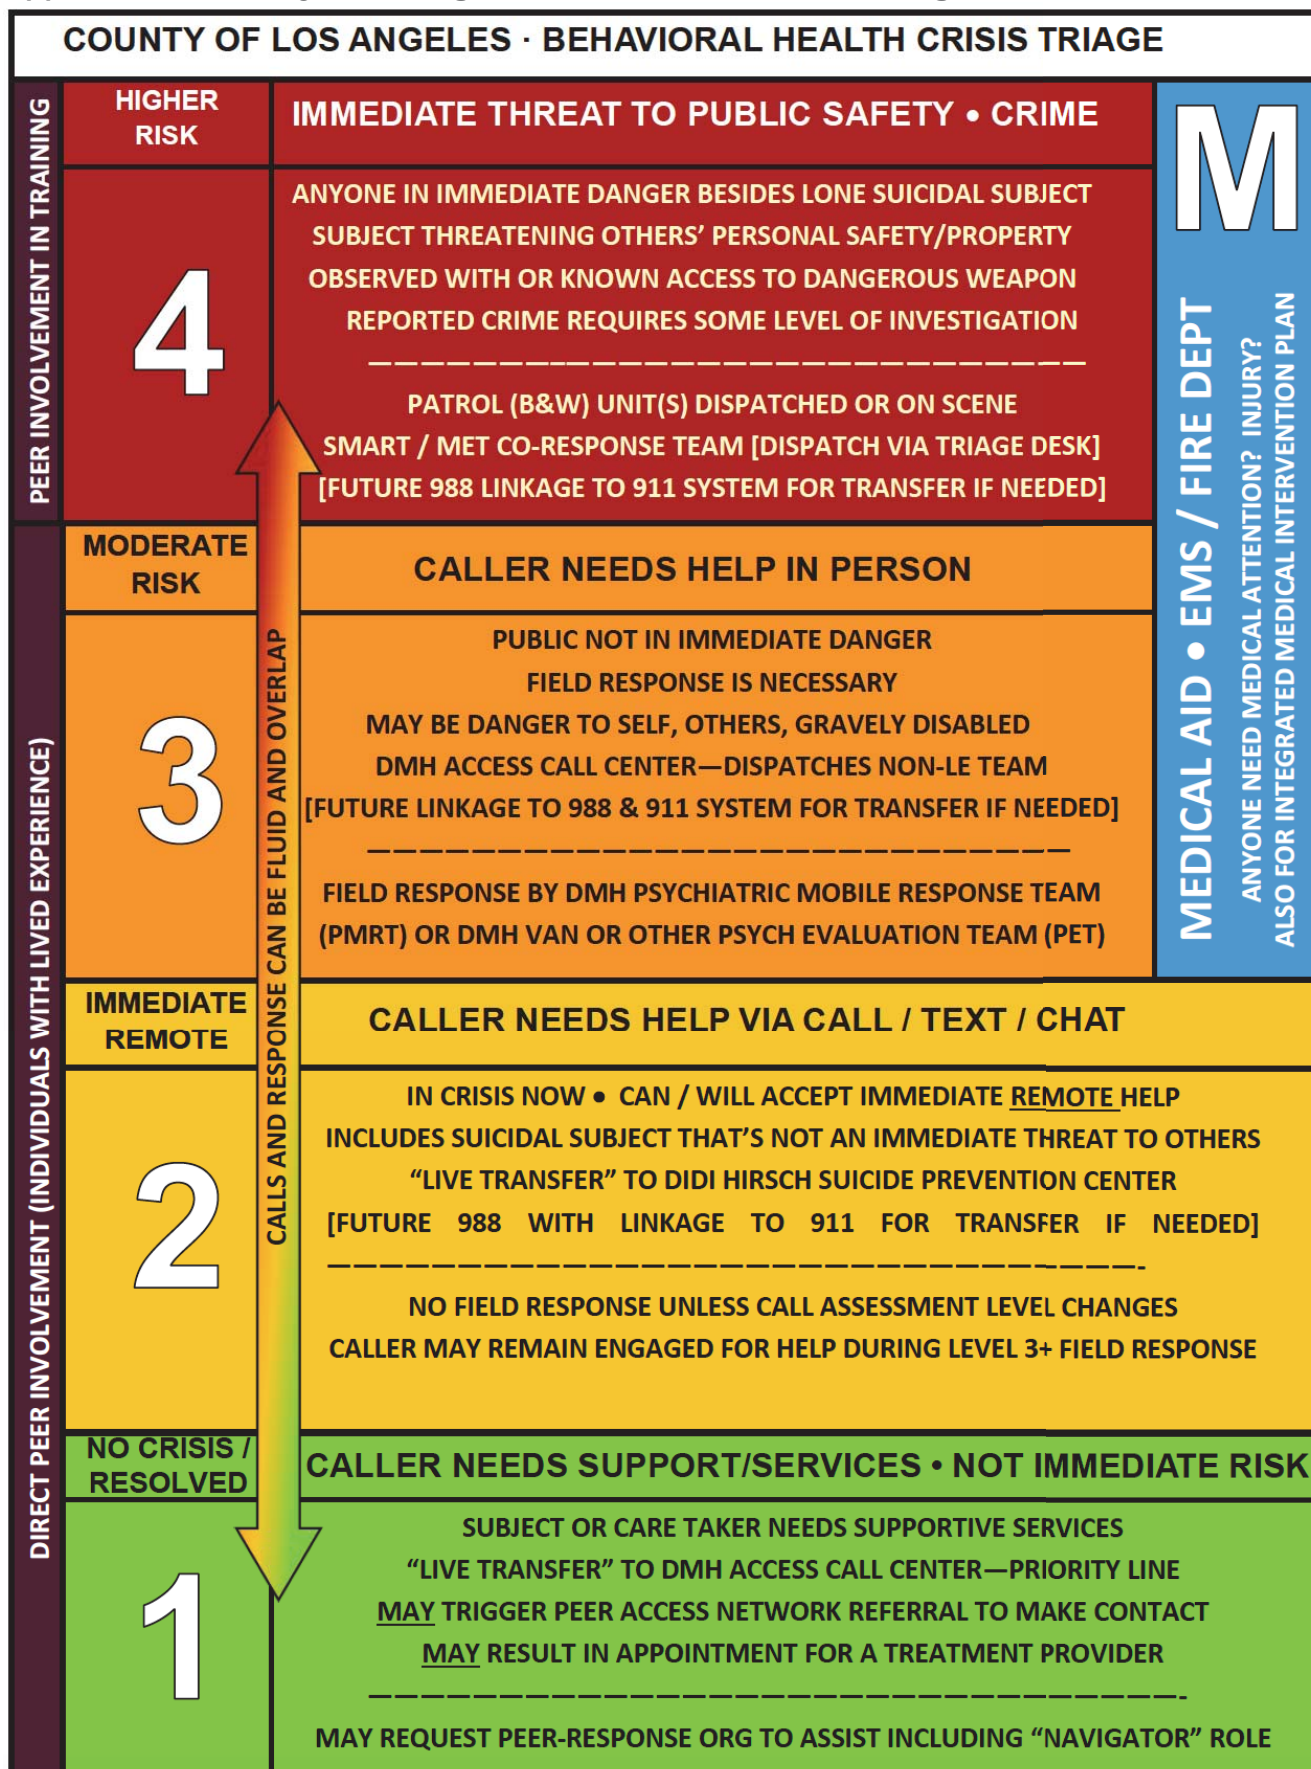 COUNTY OF LOS ANGELES · BEHAVIORAL HEALTH CRISIS TRIAGE
PEER INVOLVEMENT IN TRAINING
HIGHER
RISK
IMMEDIATE THREAT TO PUBLIC SAFETY • CRIME
4
ANYONE IN IMMEDIATE DANGER BESIDES LONE SUICIDAL SUBJECT
SUBJECT THREATENING OTHERS’ PERSONAL SAFETY/PROPERTY
OBSERVED WITH OR KNOWN ACCESS TO DANGEROUS WEAPON
REPORTED CRIME REQUIRES SOME LEVEL OF INVESTIGATION
————————————————————————————
PATROL (B&W) UNIT(S) DISPATCHED OR ON SCENE
SMART / MET CO-RESPONSE TEAM [DISPATCH VIA TRIAGE DESK]
[FUTURE 988 LINKAGE TO 911 SYSTEM FOR TRANSFER IF NEEDED]
M
MEDICAL AID • EMS / FIRE DEPT
ANYONE NEED MEDICAL ATTENTION? INJURY?
ALSO FOR INTEGRATED MEDICAL INTERVENTION PLAN
DIRECT PEER INVOLVEMENT (INDIVIDUALS WITH LIVED EXPERIENCE)
CALLS AND RESPONSE CAN BE FLUID AND OVERLAP
MODERATE
RISK
CALLER NEEDS HELP IN PERSON
3
PUBLIC NOT IN IMMEDIATE DANGER
FIELD RESPONSE IS NECESSARY
MAY BE DANGER TO SELF, OTHERS, GRAVELY DISABLED
DMH ACCESS CALL CENTER—DISPATCHES NON-LE TEAM
[FUTURE LINKAGE TO 988 & 911 SYSTEM FOR TRANSFER IF NEEDED]
———————————————————————————
FIELD RESPONSE BY DMH PSYCHIATRIC MOBILE RESPONSE TEAM
(PMRT) OR DMH VAN OR OTHER PSYCH EVALUATION TEAM (PET)
IMMEDIATE
REMOTE
CALLER NEEDS HELP VIA CALL / TEXT / CHAT
2
IN CRISIS NOW • CAN / WILL ACCEPT IMMEDIATE REMOTE HELP
INCLUDES SUICIDAL SUBJECT THAT’S NOT AN IMMEDIATE THREAT TO OTHERS
“LIVE TRANSFER” TO DIDI HIRSCH SUICIDE PREVENTION CENTER
[FUTURE 988 WITH LINKAGE TO 911 FOR TRANSFER IF NEEDED]
———————————————————————————————-
NO FIELD RESPONSE UNLESS CALL ASSESSMENT LEVEL CHANGES
CALLER MAY REMAIN ENGAGED FOR HELP DURING LEVEL 3+ FIELD RESPONSE
NO CRISIS /
RESOLVED
CALLER NEEDS SUPPORT/SERVICES • NOT IMMEDIATE RISK
1
SUBJECT OR CARE TAKER NEEDS SUPPORTIVE SERVICES
“LIVE TRANSFER” TO DMH ACCESS CALL CENTER—PRIORITY LINE
MAY TRIGGER PEER ACCESS NETWORK REFERRAL TO MAKE CONTACT
MAY RESULT IN APPOINTMENT FOR A TREATMENT PROVIDER
———————————————————————————————-
MAY REQUEST PEER-RESPONSE ORG TO ASSIST INCLUDING “NAVIGATOR” ROLE